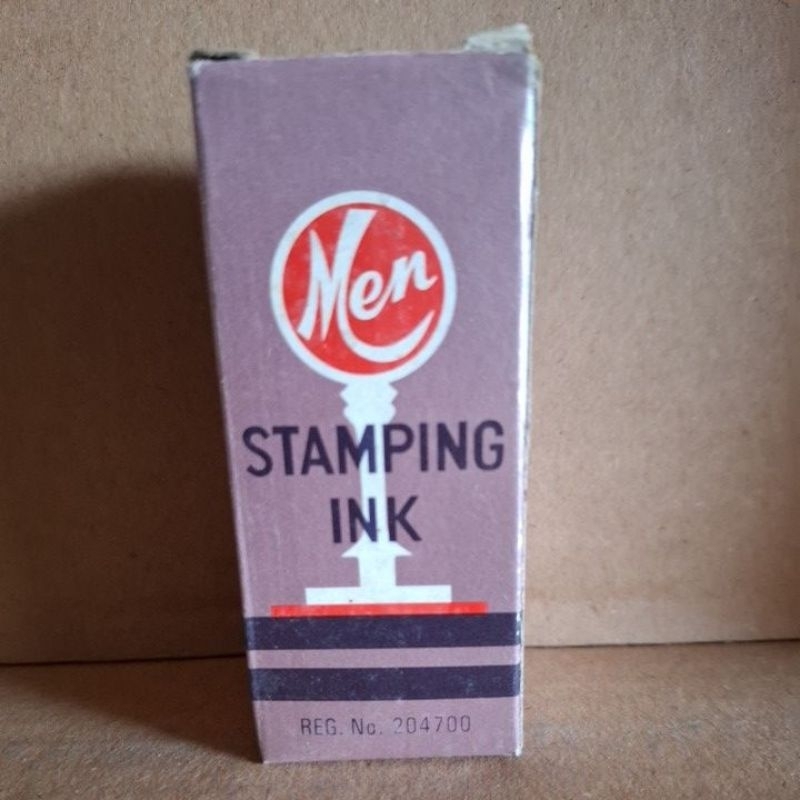 Men
STAMPING
INK
REG. No. 204700